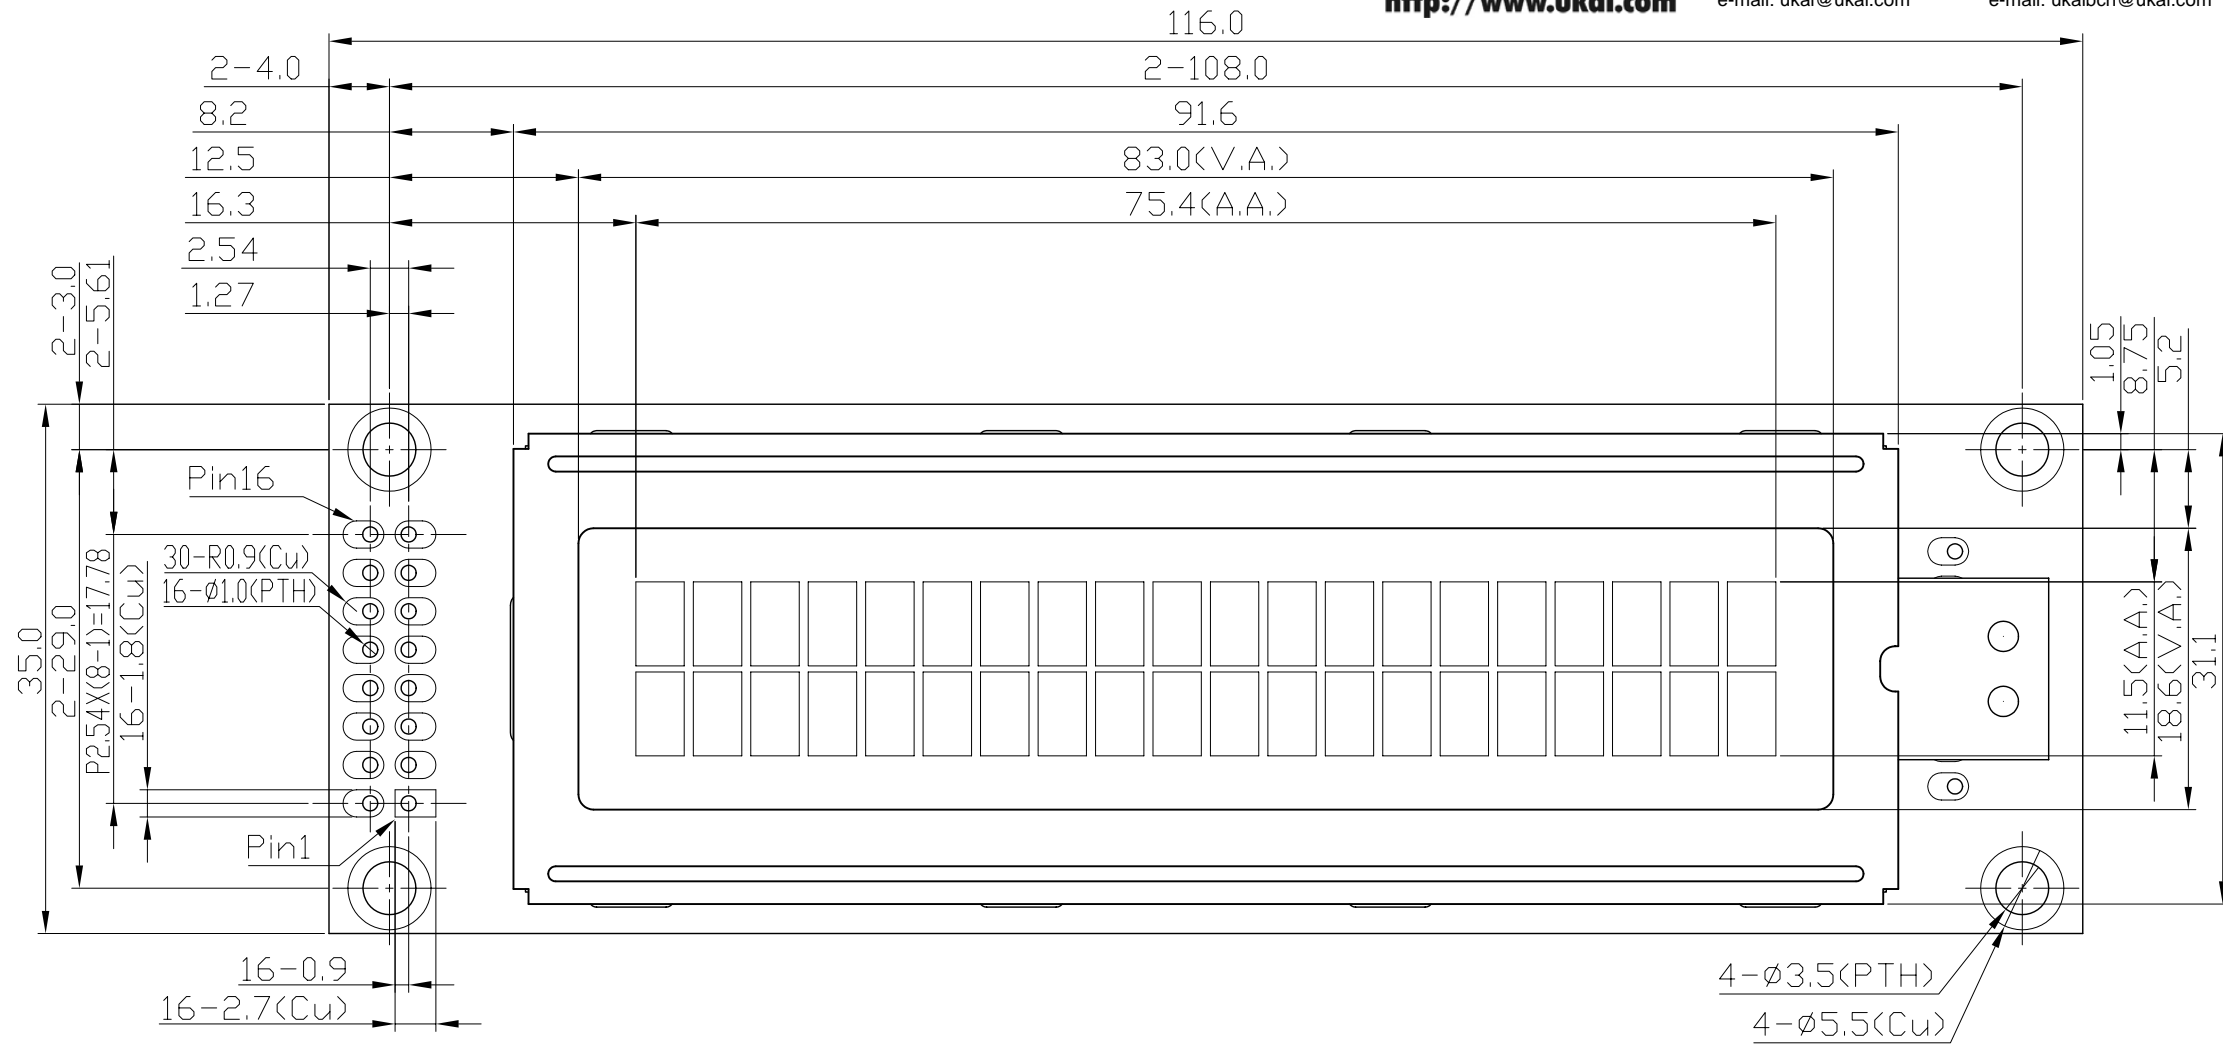 http://www.ukai.com e-mail: ukai@ukai.com e-mail: ukaibcn@ukai.com
116.0
2-4.0
2-108.0
8.2
91.6
12.5
83.0(V.A.)
16.3
75.4(A.A.)
2.54
1.27
2-3.0
2-5.61
1.05
8.75
5.2
Pin16
30-R0.9(Cu)
16-ø1.0(PTH)
35.0
2-29.0
P2.54X(8-1)=17.78
16-1.8(Cu)
11.5(A.A.)
18.6(V.A.)
31.1
Pin1
16-0.9
16-2.7(Cu)
4-ø3.5(PTH)
4-ø5.5(Cu)